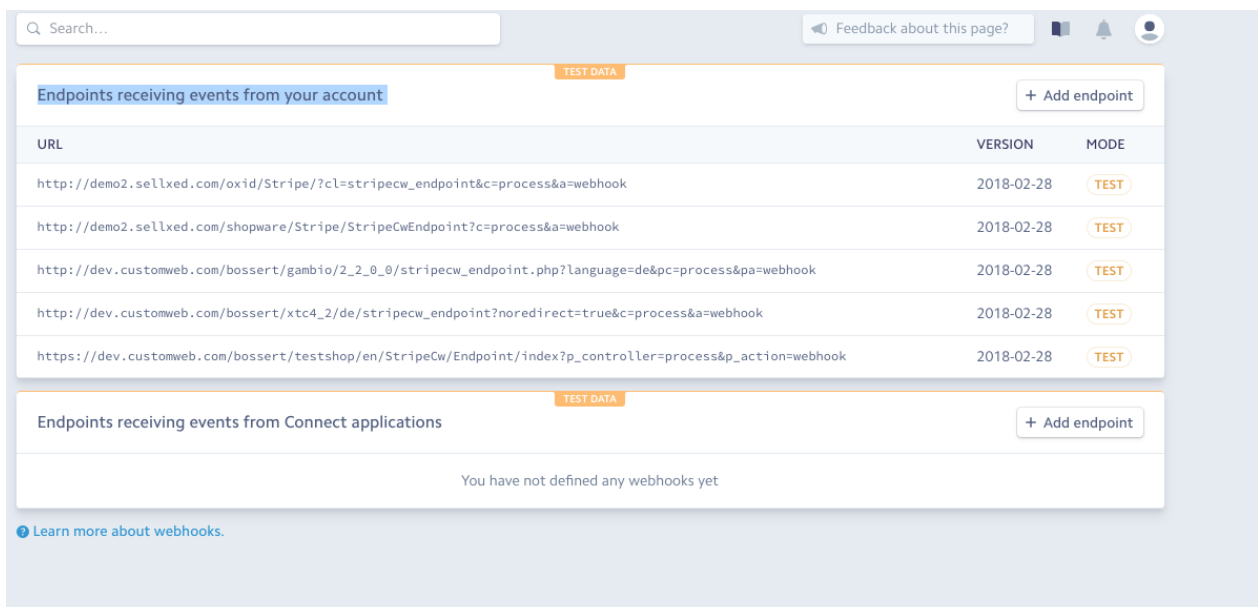 Search...
Feedback about this page?
TEST DATA
Endpoints receiving events from your account
+ Add endpoint
URL VERSION MODE
http://demo2.sellxed.com/oxid/Stripe/?cl=stripecw_endpoint&c=process&a=webhook 2018-02-28 TEST
http://demo2.sellxed.com/shopware/Stripe/StripeCwEndpoint?c=process&a=webhook 2018-02-28 TEST
http://dev.customweb.com/bossert/gambio/2_2_0_0/stripecw_endpoint.php?language=de&pc=process&pa=webhook 2018-02-28 TEST
http://dev.customweb.com/bossert/xtc4_2/de/stripecw_endpoint?noredirect=true&c=process&a=webhook 2018-02-28 TEST
https://dev.customweb.com/bossert/testshop/en/StripeCw/Endpoint/index?p_controller=process&p_action=webhook 2018-02-28 TEST
TEST DATA
Endpoints receiving events from Connect applications
+ Add endpoint
You have not defined any webhooks yet
? Learn more about webhooks.